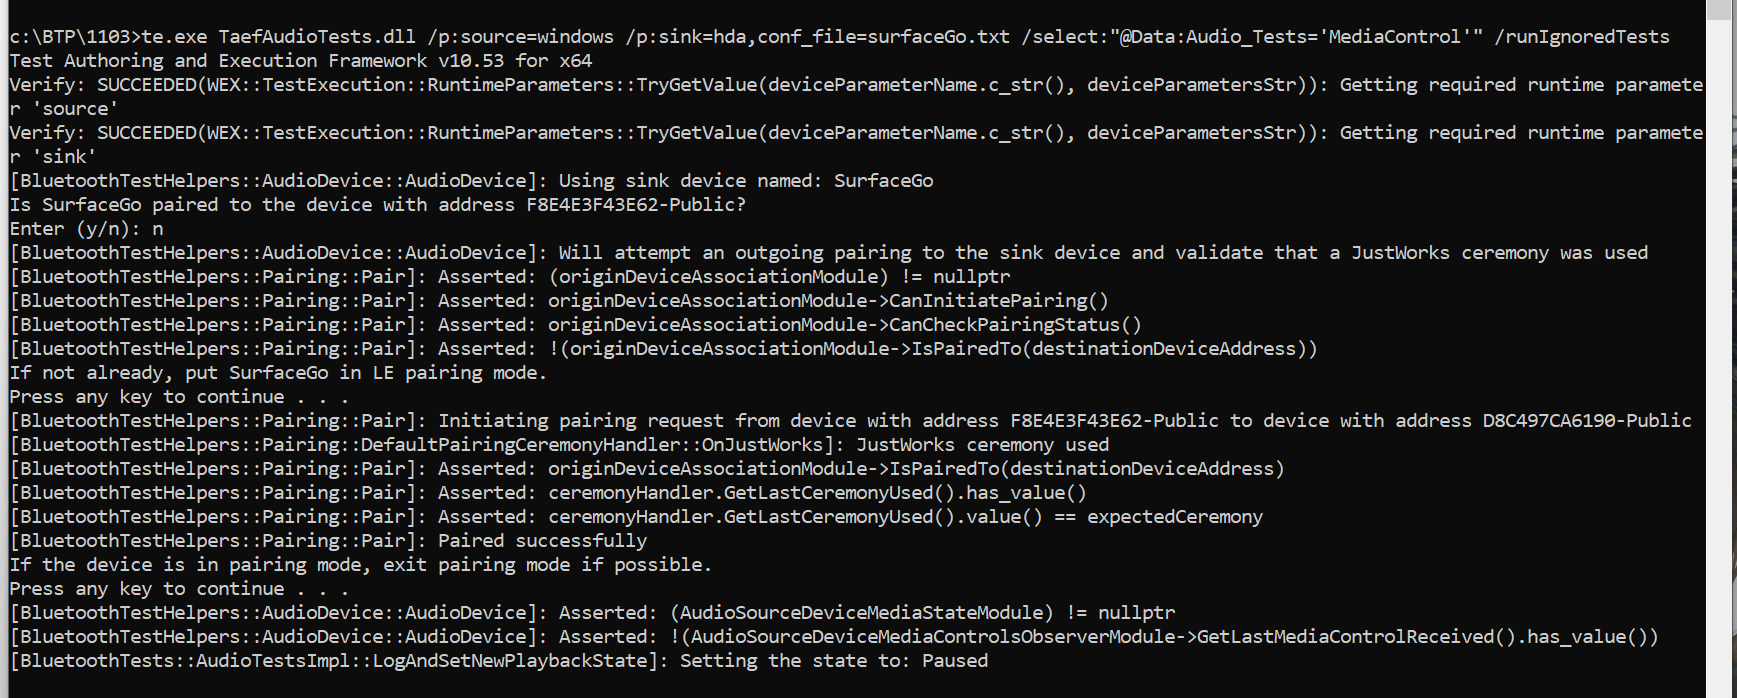 c:\BTP\1103>te.exe TaefAudioTests.dll /p:source=windows /p:sink=hda,conf_file=surfaceGo.txt /select:"@Data:Audio_Tests='MediaControl'" /runIgnoredTests
Test Authoring and Execution Framework v10.53 for x64
Verify: SUCCEEDED(WEX::TestExecution::RuntimeParameters::TryGetValue(deviceParameterName.c_str(), deviceParametersStr)): Getting required runtime paramete
r 'source'
Verify: SUCCEEDED(WEX::TestExecution::RuntimeParameters::TryGetValue(deviceParameterName.c_str(), deviceParametersStr)): Getting required runtime paramete
r 'sink'
[BluetoothTestHelpers::AudioDevice::AudioDevice]: Using sink device named: SurfaceGo
Is SurfaceGo paired to the device with address F8E4E3F43E62-Public?
Enter (y/n): n
[BluetoothTestHelpers::AudioDevice::AudioDevice]: Will attempt an outgoing pairing to the sink device and validate that a JustWorks ceremony was used
[BluetoothTestHelpers::Pairing::Pair]: Asserted: (originDeviceAssociationModule) != nullptr
[BluetoothTestHelpers::Pairing::Pair]: Asserted: originDeviceAssociationModule->CanInitiatePairing()
[BluetoothTestHelpers::Pairing::Pair]: Asserted: originDeviceAssociationModule->CanCheckPairingStatus()
[BluetoothTestHelpers::Pairing::Pair]: Asserted: !(originDeviceAssociationModule->IsPairedTo(destinationDeviceAddress))
If not already, put SurfaceGo in LE pairing mode.
Press any key to continue . . .
[BluetoothTestHelpers::Pairing::Pair]: Initiating pairing request from device with address F8E4E3F43E62-Public to device with address D8C497CA6190-Public
[BluetoothTestHelpers::Pairing::DefaultPairingCeremonyHandler::OnJustWorks]: JustWorks ceremony used
[BluetoothTestHelpers::Pairing::Pair]: Asserted: originDeviceAssociationModule->IsPairedTo(destinationDeviceAddress)
[BluetoothTestHelpers::Pairing::Pair]: Asserted: ceremonyHandler.GetLastCeremonyUsed().has_value()
[BluetoothTestHelpers::Pairing::Pair]: Asserted: ceremonyHandler.GetLastCeremonyUsed().value() == expectedCeremony
[BluetoothTestHelpers::Pairing::Pair]: Paired successfully
If the device is in pairing mode, exit pairing mode if possible.
Press any key to continue . . .
[BluetoothTestHelpers::AudioDevice::AudioDevice]: Asserted: (AudioSourceDeviceMediaStateModule) != nullptr
[BluetoothTestHelpers::AudioDevice::AudioDevice]: Asserted: !(AudioSourceDeviceMediaControlsObserverModule->GetLastMediaControlReceived().has_value())
[BluetoothTests::AudioTestsImpl::LogAndSetNewPlaybackState]: Setting the state to: Paused